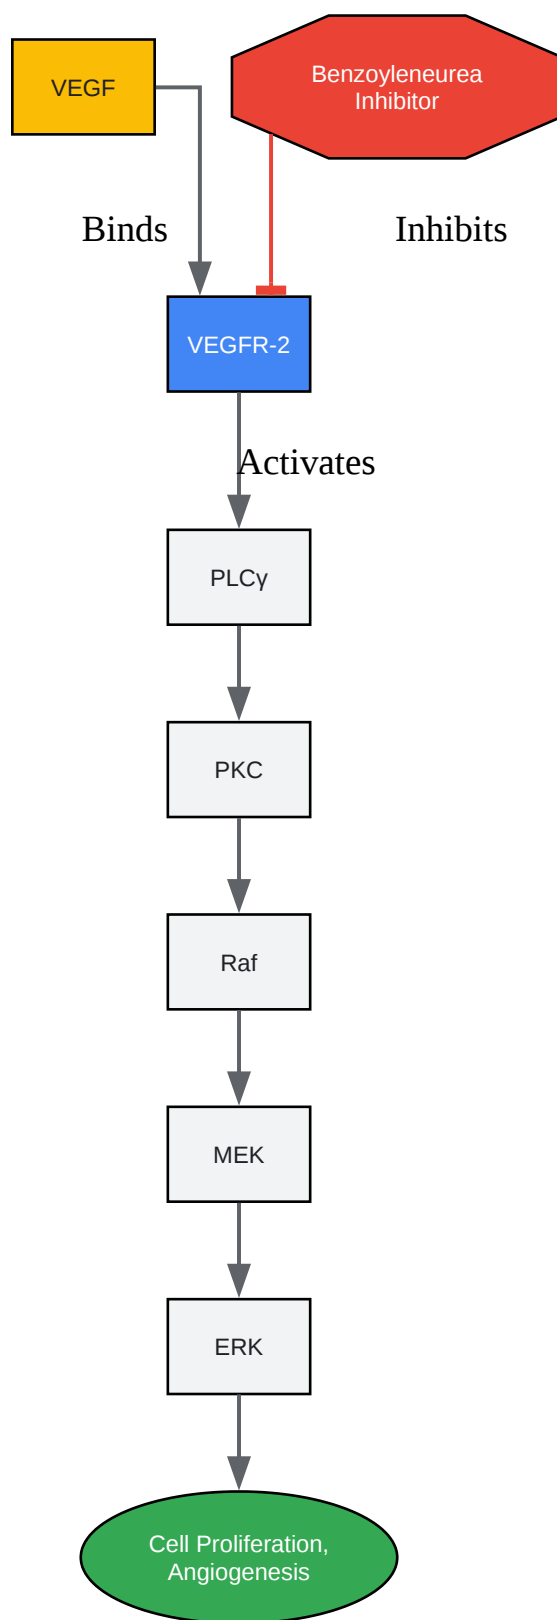 VEGF
Benzoyleneurea
Inhibitor
Binds
Inhibits
VEGFR-2
Activates
PLCγ
PKC
Raf
MEK
ERK
Cell Proliferation,
Angiogenesis